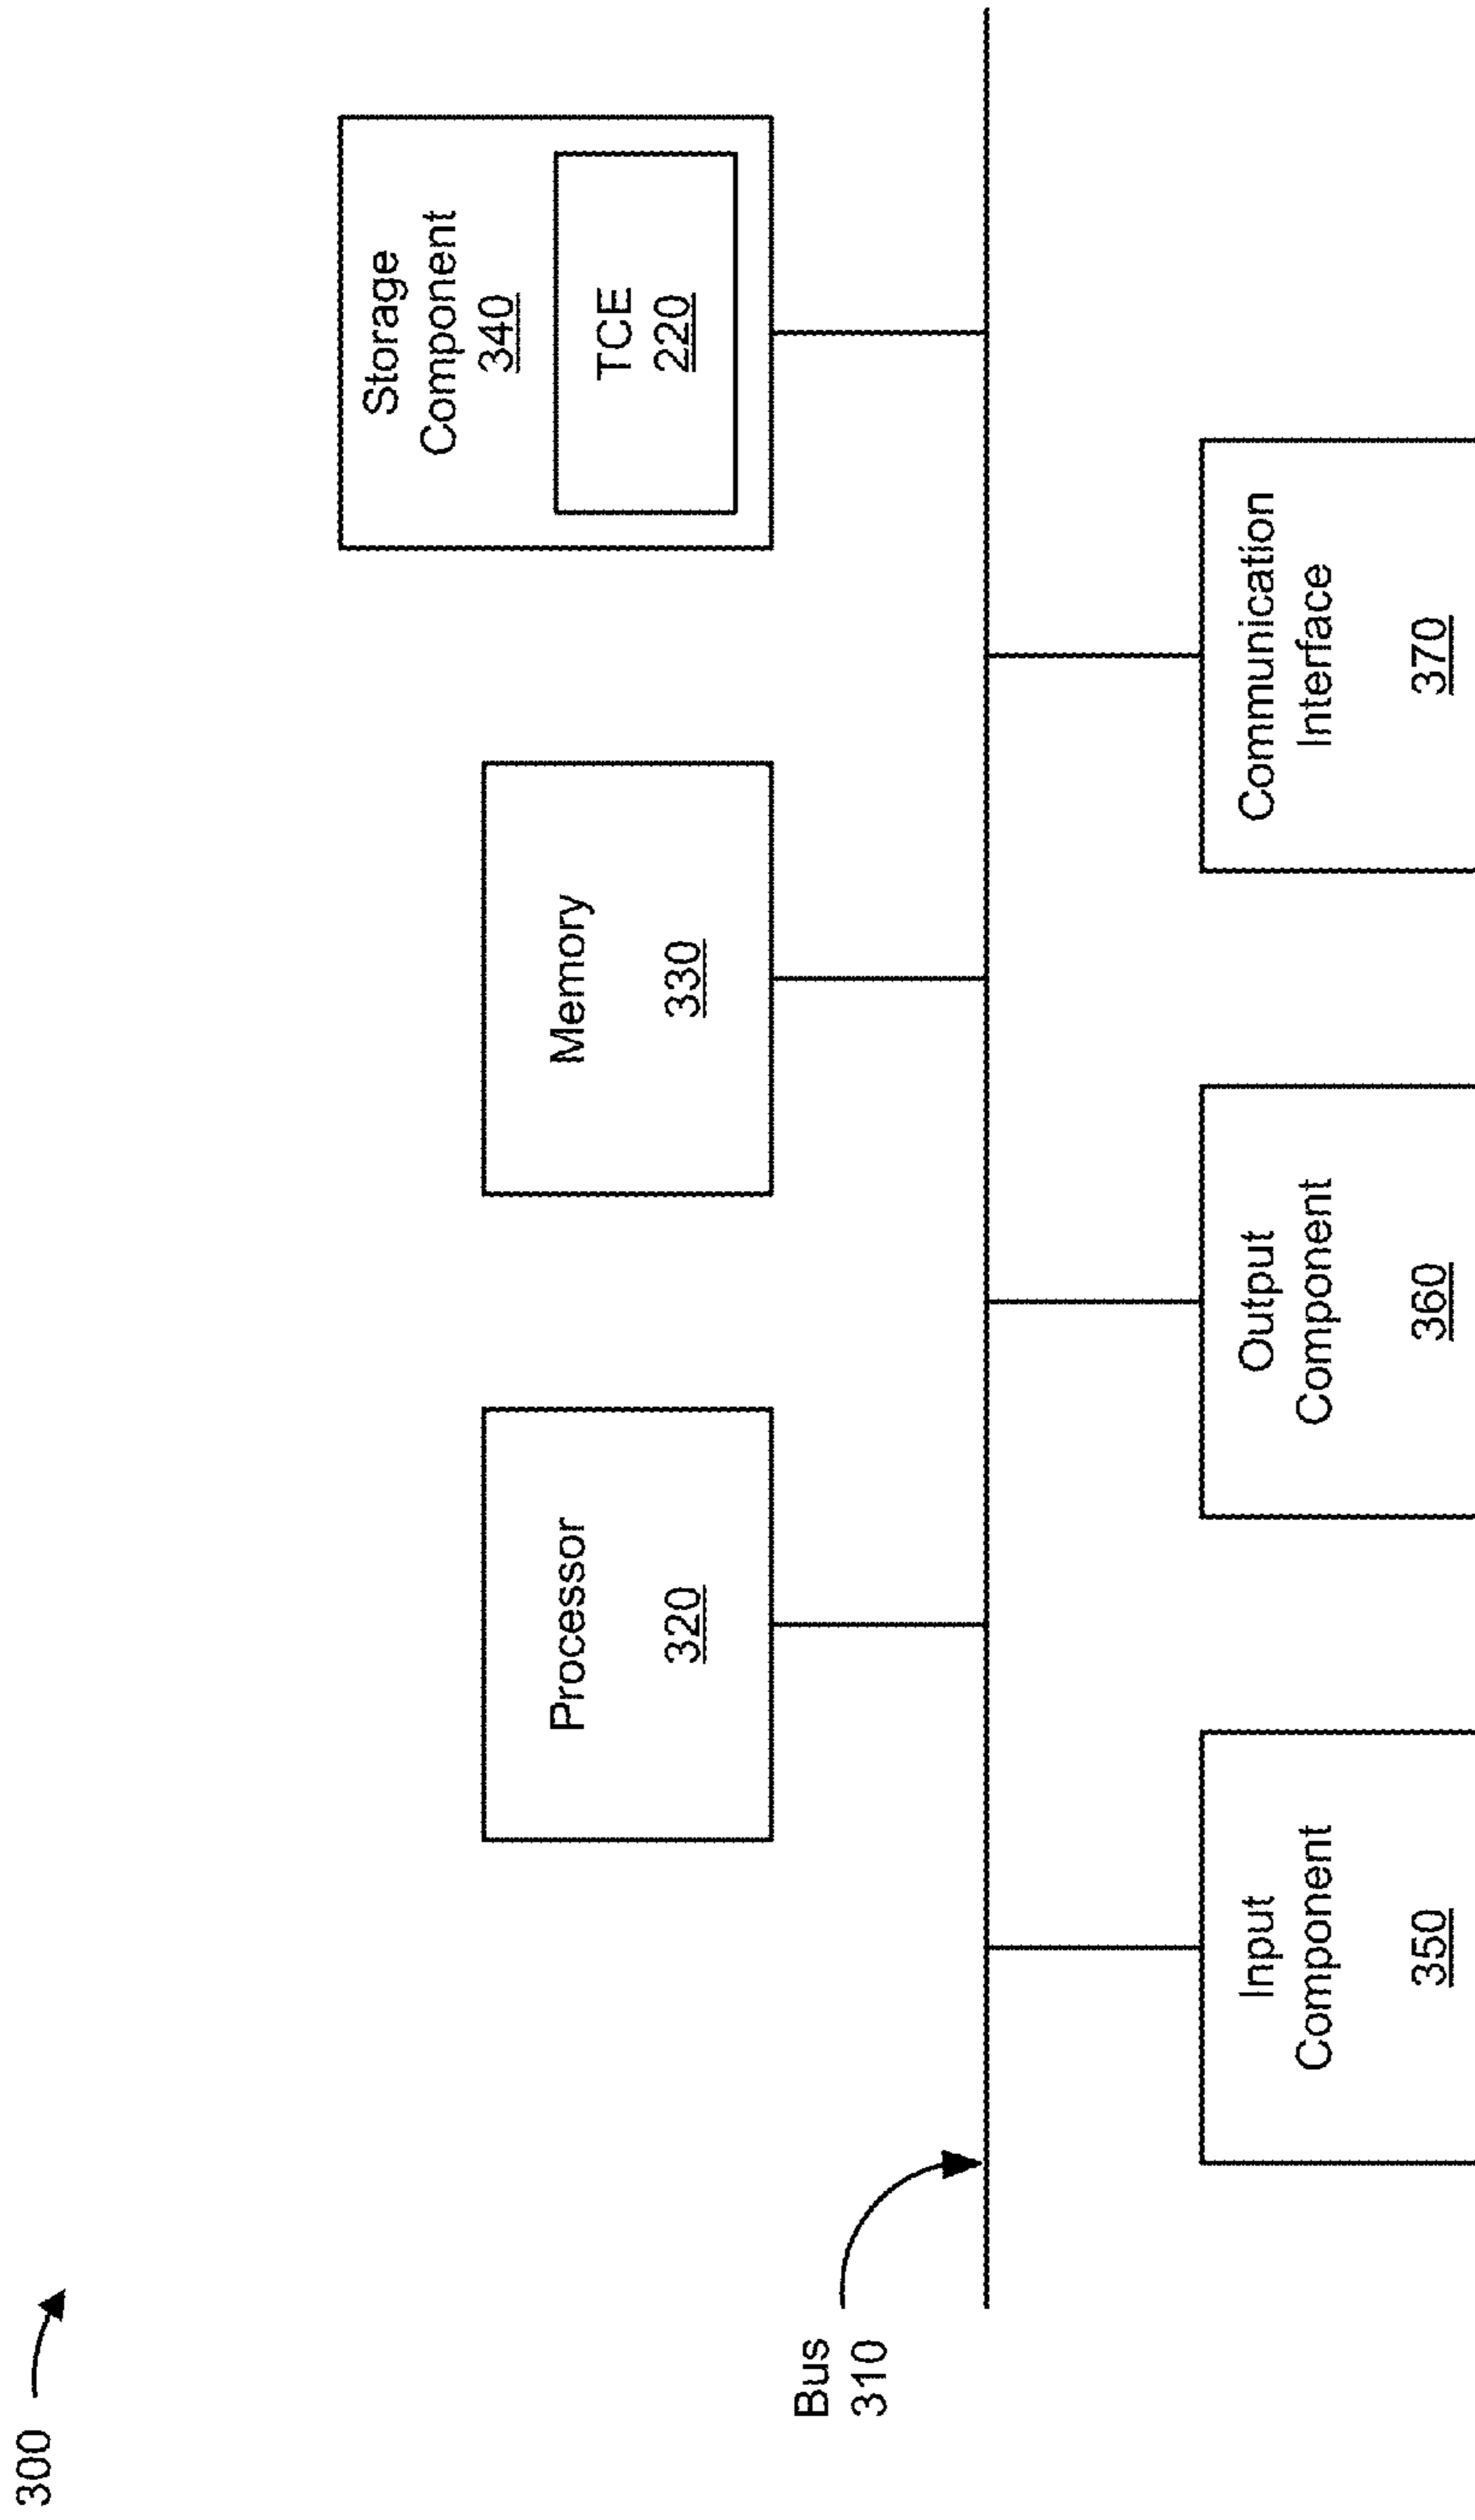 300
Bus
310
Processor
320
Memory
330
Storage
Component
340
TCE
220
Input
Component
350
Output
Component
360
Communication
Interface
370